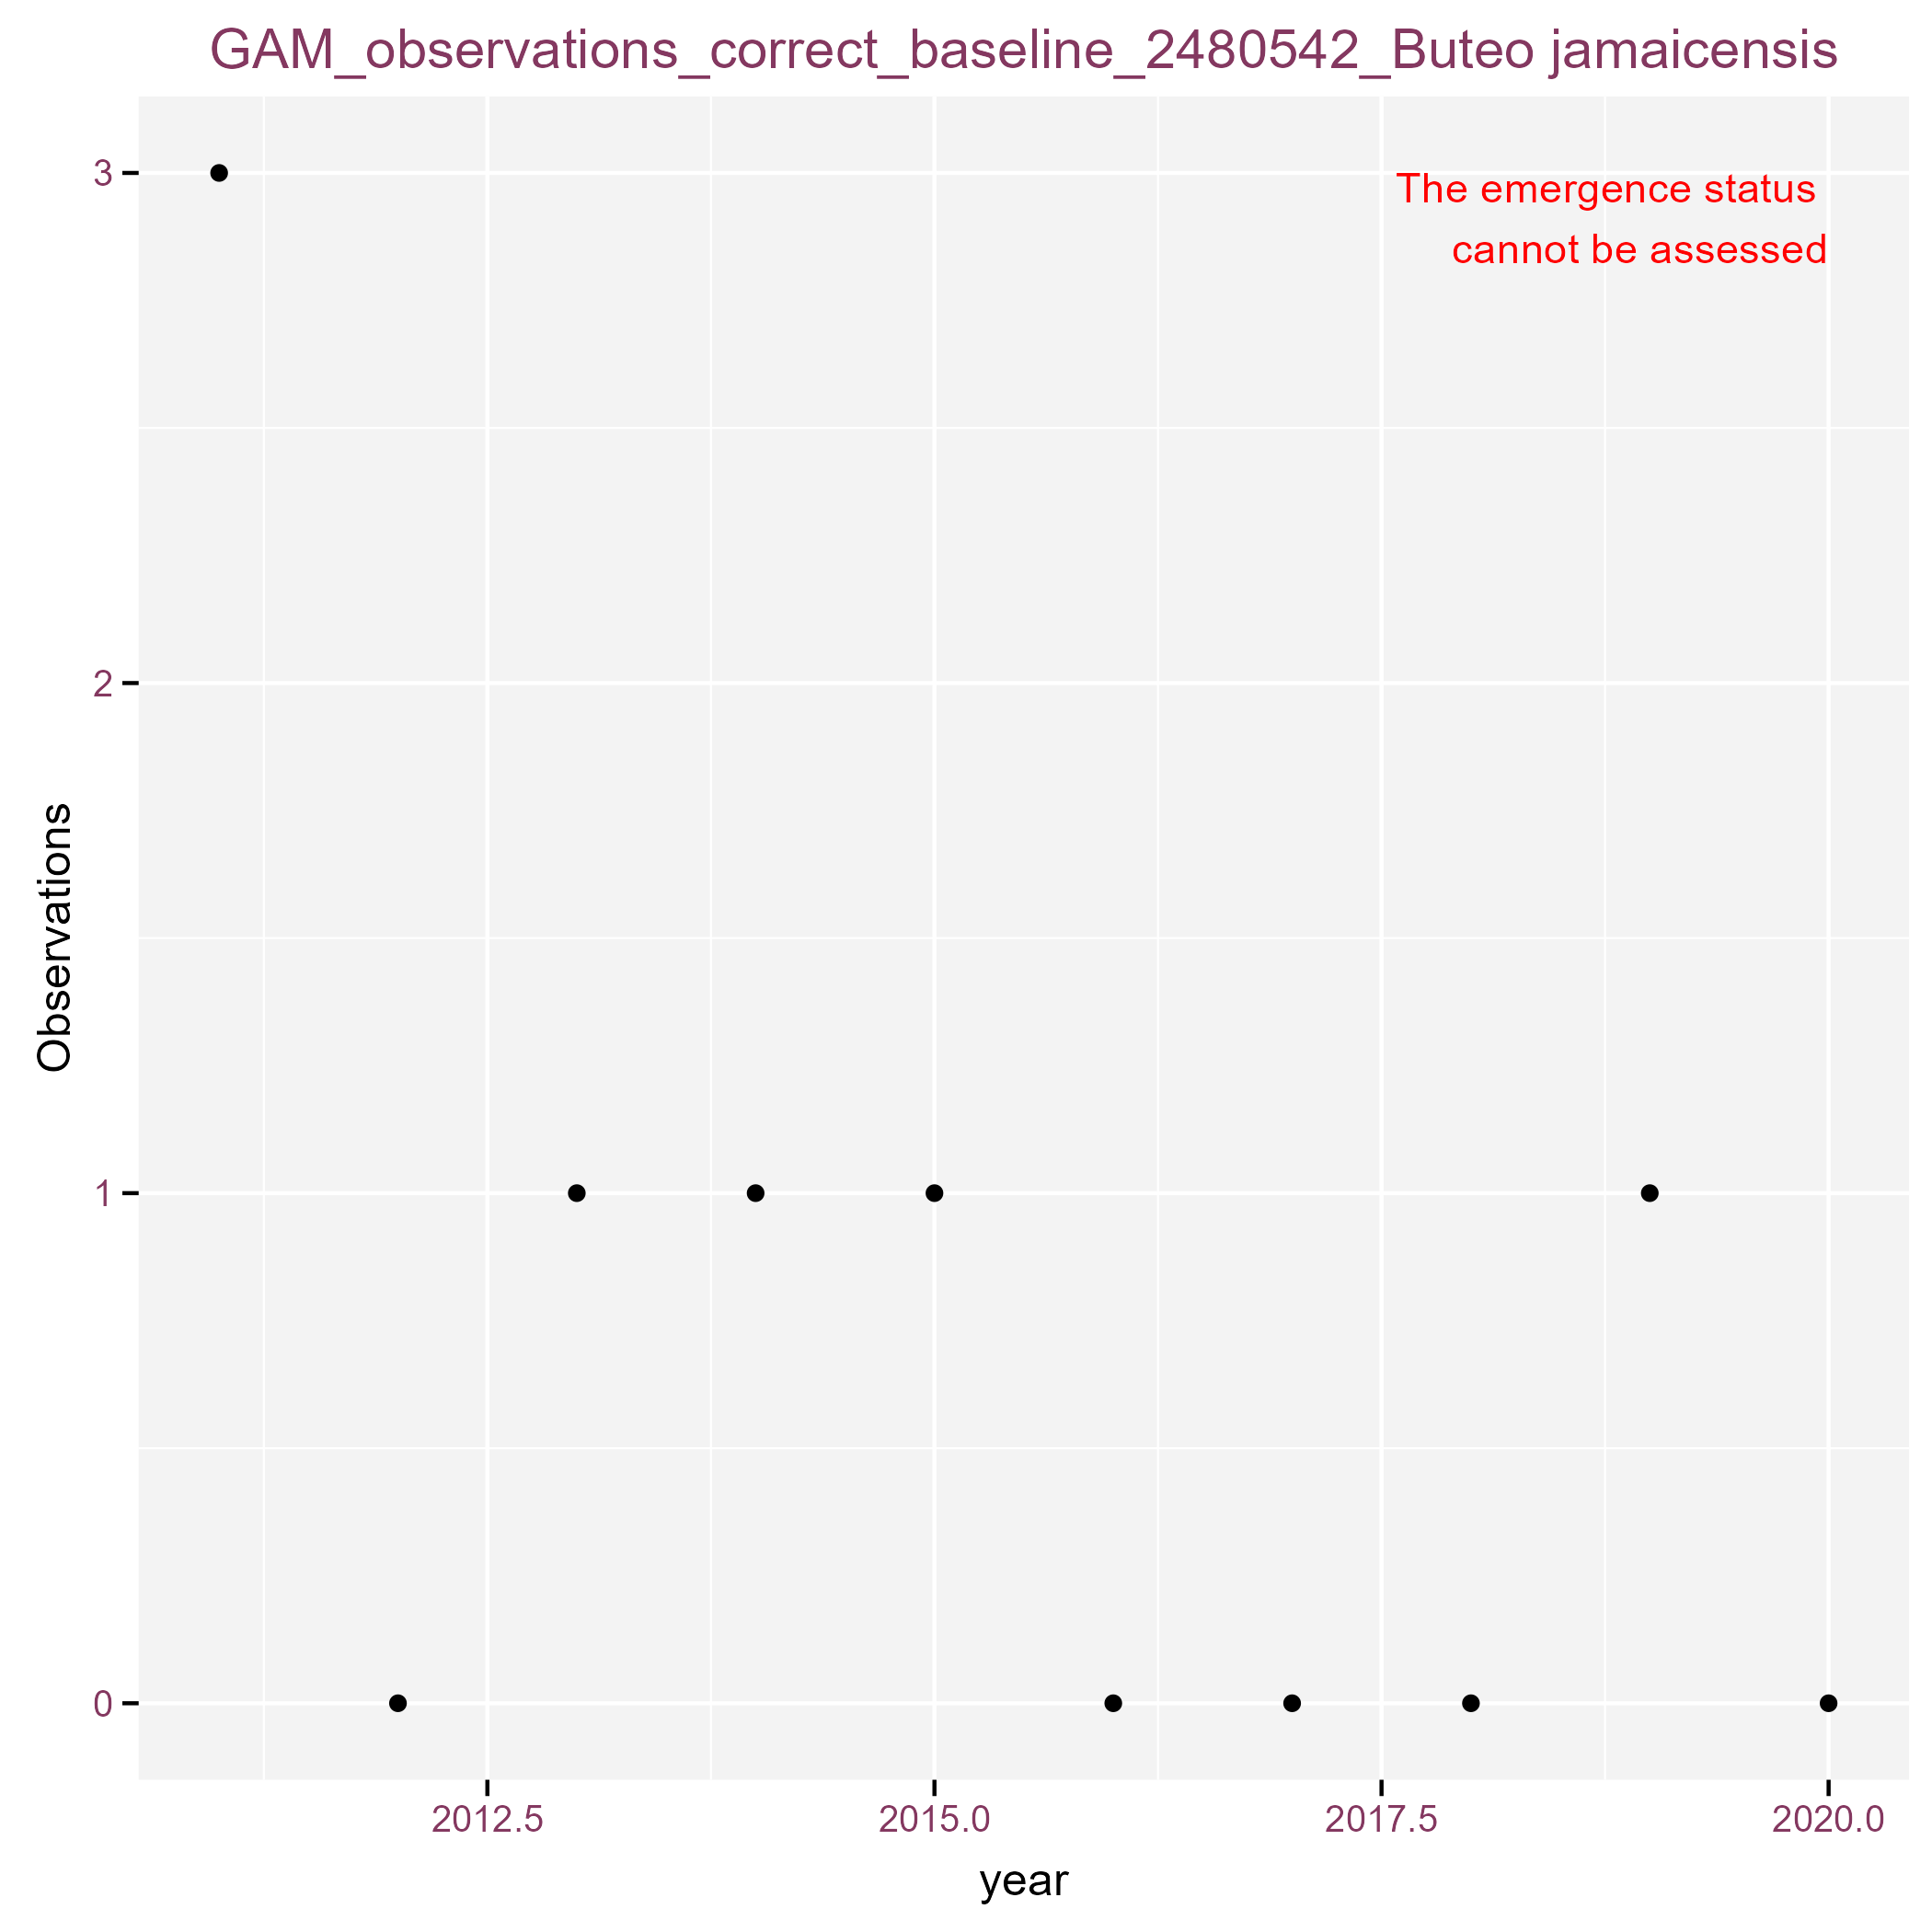 GAM_observations_correct_baseline_2480542_Buteo jamaicensis
The emergence status
cannot be assessed
3
2
1
0
Observations
2012.5
2015.0
2017.5
2020.0
year